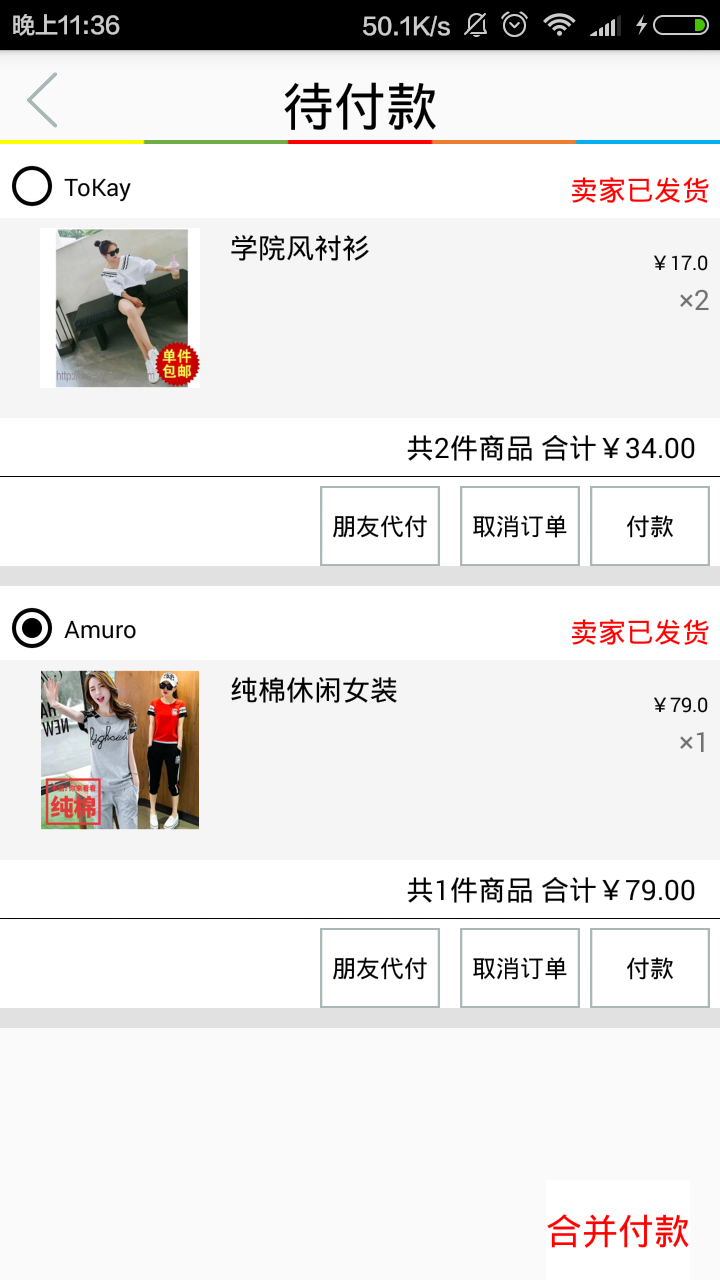 晚上11:36
50.1K/s
待付款
ToKay
卖家已发货
学院风衬衫
￥17.0
×2
单件
包邮
共2件商品 合计￥34.00
朋友代付
取消订单
付款
Amuro
卖家已发货
纯棉休闲女装
￥79.0
×1
纯棉
共1件商品 合计￥79.00
朋友代付
取消订单
付款
合并付款